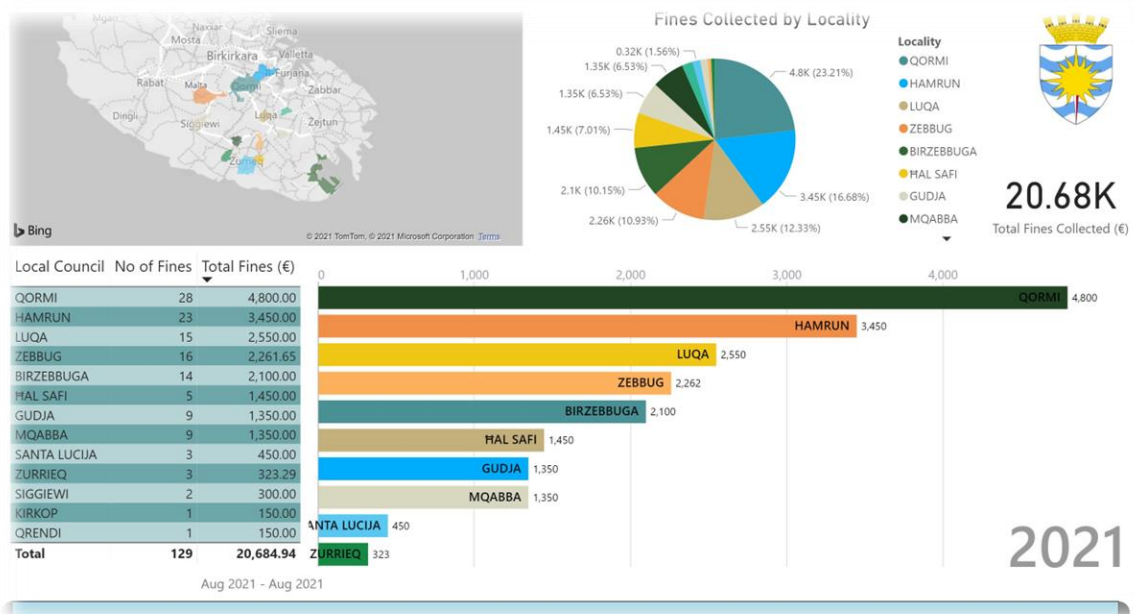 Mgarr
Naxxar
Sliema
Mosta
Birkirkara
Valletta
Furjana
Rabat
Malta
Qormi
Zabbar
Dingli
Siggiewi
Luqa
Zejtun
Zurrieq
Bing
© 2021 TomTom, © 2021 Microsoft Corporation Terms
Fines Collected by Locality
0.32K (1.56%)
1.35K (6.53%)
1.35K (6.53%)
1.45K (7.01%)
2.1K (10.15%)
2.26K (10.93%)
4.8K (23.21%)
3.45K (16.68%)
2.55K (12.33%)
Locality
QORMI
HAMRUN
LUQA
ZEBBUG
BIRZEBBUGA
ĦAL SAFI
GUDJA
MQABBA
20.68K
Total Fines Collected (€)
Local Council No of Fines Total Fines (€)
QORMI 28 4,800.00
HAMRUN 23 3,450.00
LUQA 15 2,550.00
ZEBBUG 16 2,261.65
BIRZEBBUGA 14 2,100.00
ĦAL SAFI 5 1,450.00
GUDJA 9 1,350.00
MQABBA 9 1,350.00
SANTA LUCIJA 3 450.00
ZURRIEQ 3 323.29
SIGGIEWI 2 300.00
KIRKOP 1 150.00
QRENDI 1 150.00
Total 129 20,684.94
Aug 2021 - Aug 2021
0 1,000 2,000 3,000 4,000
QORMI 4,800
HAMRUN 3,450
LUQA 2,550
ZEBBUG 2,262
BIRZEBBUGA 2,100
ĦAL SAFI 1,450
GUDJA 1,350
MQABBA 1,350
ANTA LUCIJA 450
ZURRIEQ 323
2021